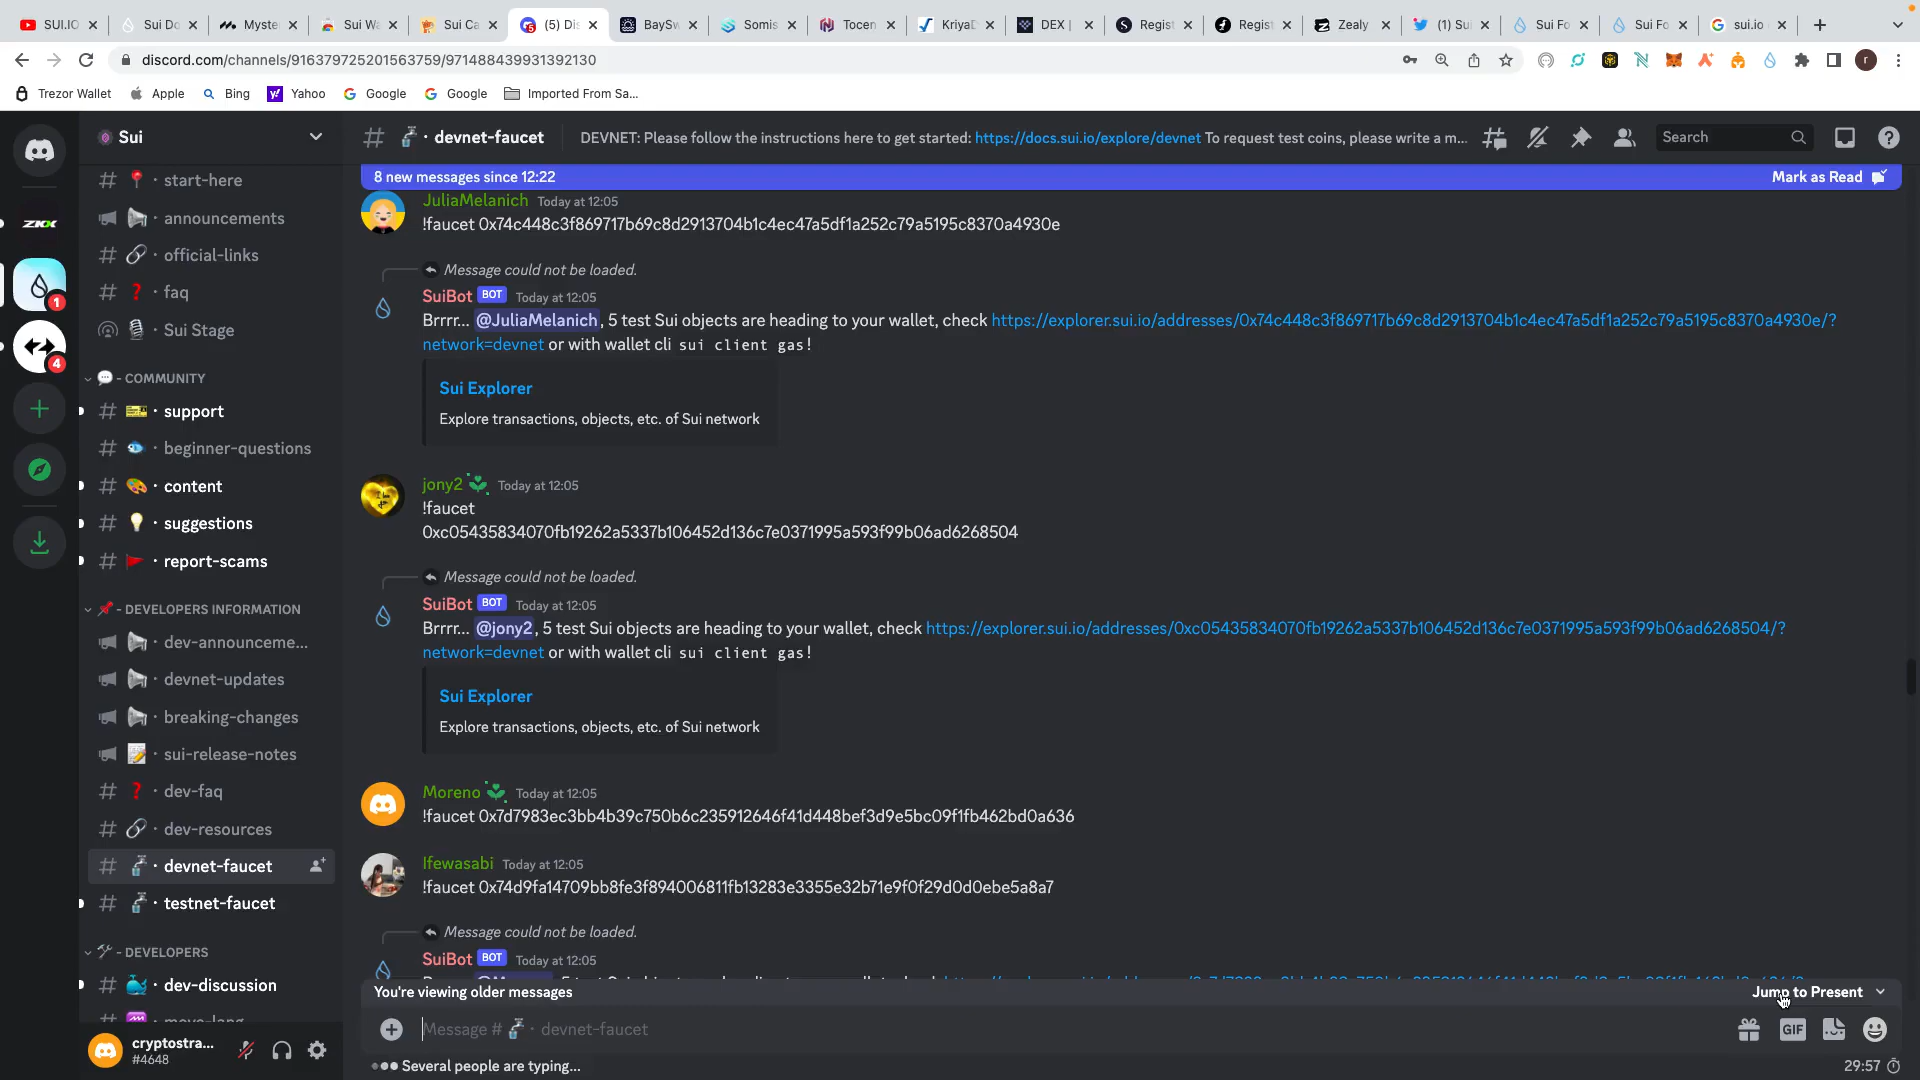 SUI.IO
Sui Do
Myste
Sui Wa
Sui Ca
(5) Dis
BaySw
Somis
Tocen
KriyaD
DEX |
Regist
Regist
Zealy
(1) Sui
Sui Fo
Sui Fo
sui.io
discord.com/channels/916379725201563759/971488439931392130
Trezor Wallet
Apple
Bing
Yahoo
Google
Google
Imported From Sa...
Sui
devnet-faucet
DEVNET: Please follow the instructions here to get started: https://docs.sui.io/explore/devnet To request test coins, please write a m...
Search
8 new messages since 12:22
Mark as Read
start-here
announcements
official-links
faq
Sui Stage
- COMMUNITY
support
beginner-questions
content
suggestions
report-scams
- DEVELOPERS INFORMATION
dev-announceme...
devnet-updates
breaking-changes
sui-release-notes
dev-faq
dev-resources
devnet-faucet
testnet-faucet
- DEVELOPERS
dev-discussion
move-lang
ZKX
1
4
cryptostra...
#4648
JuliaMelanich Today at 12:05
!faucet 0x74c448c3f869717b69c8d2913704b1c4ec47a5df1a252c79a5195c8370a4930e
Message could not be loaded.
SuiBot BOT Today at 12:05
Brrrr... @JuliaMelanich, 5 test Sui objects are heading to your wallet, check https://explorer.sui.io/addresses/0x74c448c3f869717b69c8d2913704b1c4ec47a5df1a252c79a5195c8370a4930e/?
network=devnet or with wallet cli sui client gas!
Sui Explorer
Explore transactions, objects, etc. of Sui network
jony2 Today at 12:05
!faucet
0xc05435834070fb19262a5337b106452d136c7e0371995a593f99b06ad6268504
Message could not be loaded.
SuiBot BOT Today at 12:05
Brrrr... @jony2, 5 test Sui objects are heading to your wallet, check https://explorer.sui.io/addresses/0xc05435834070fb19262a5337b106452d136c7e0371995a593f99b06ad6268504/?
network=devnet or with wallet cli sui client gas!
Sui Explorer
Explore transactions, objects, etc. of Sui network
Moreno Today at 12:05
!faucet 0x7d7983ec3bb4b39c750b6c235912646f41d448bef3d9e5bc09f1fb462bd0a636
Ifewasabi Today at 12:05
!faucet 0x74d9fa14709bb8fe3f894006811fb13283e3355e32b71e9f0f29d0d0ebe5a8a7
Message could not be loaded.
SuiBot BOT Today at 12:05
You're viewing older messages
Jump to Present
Message # devnet-faucet
GIF
Several people are typing...
29:57